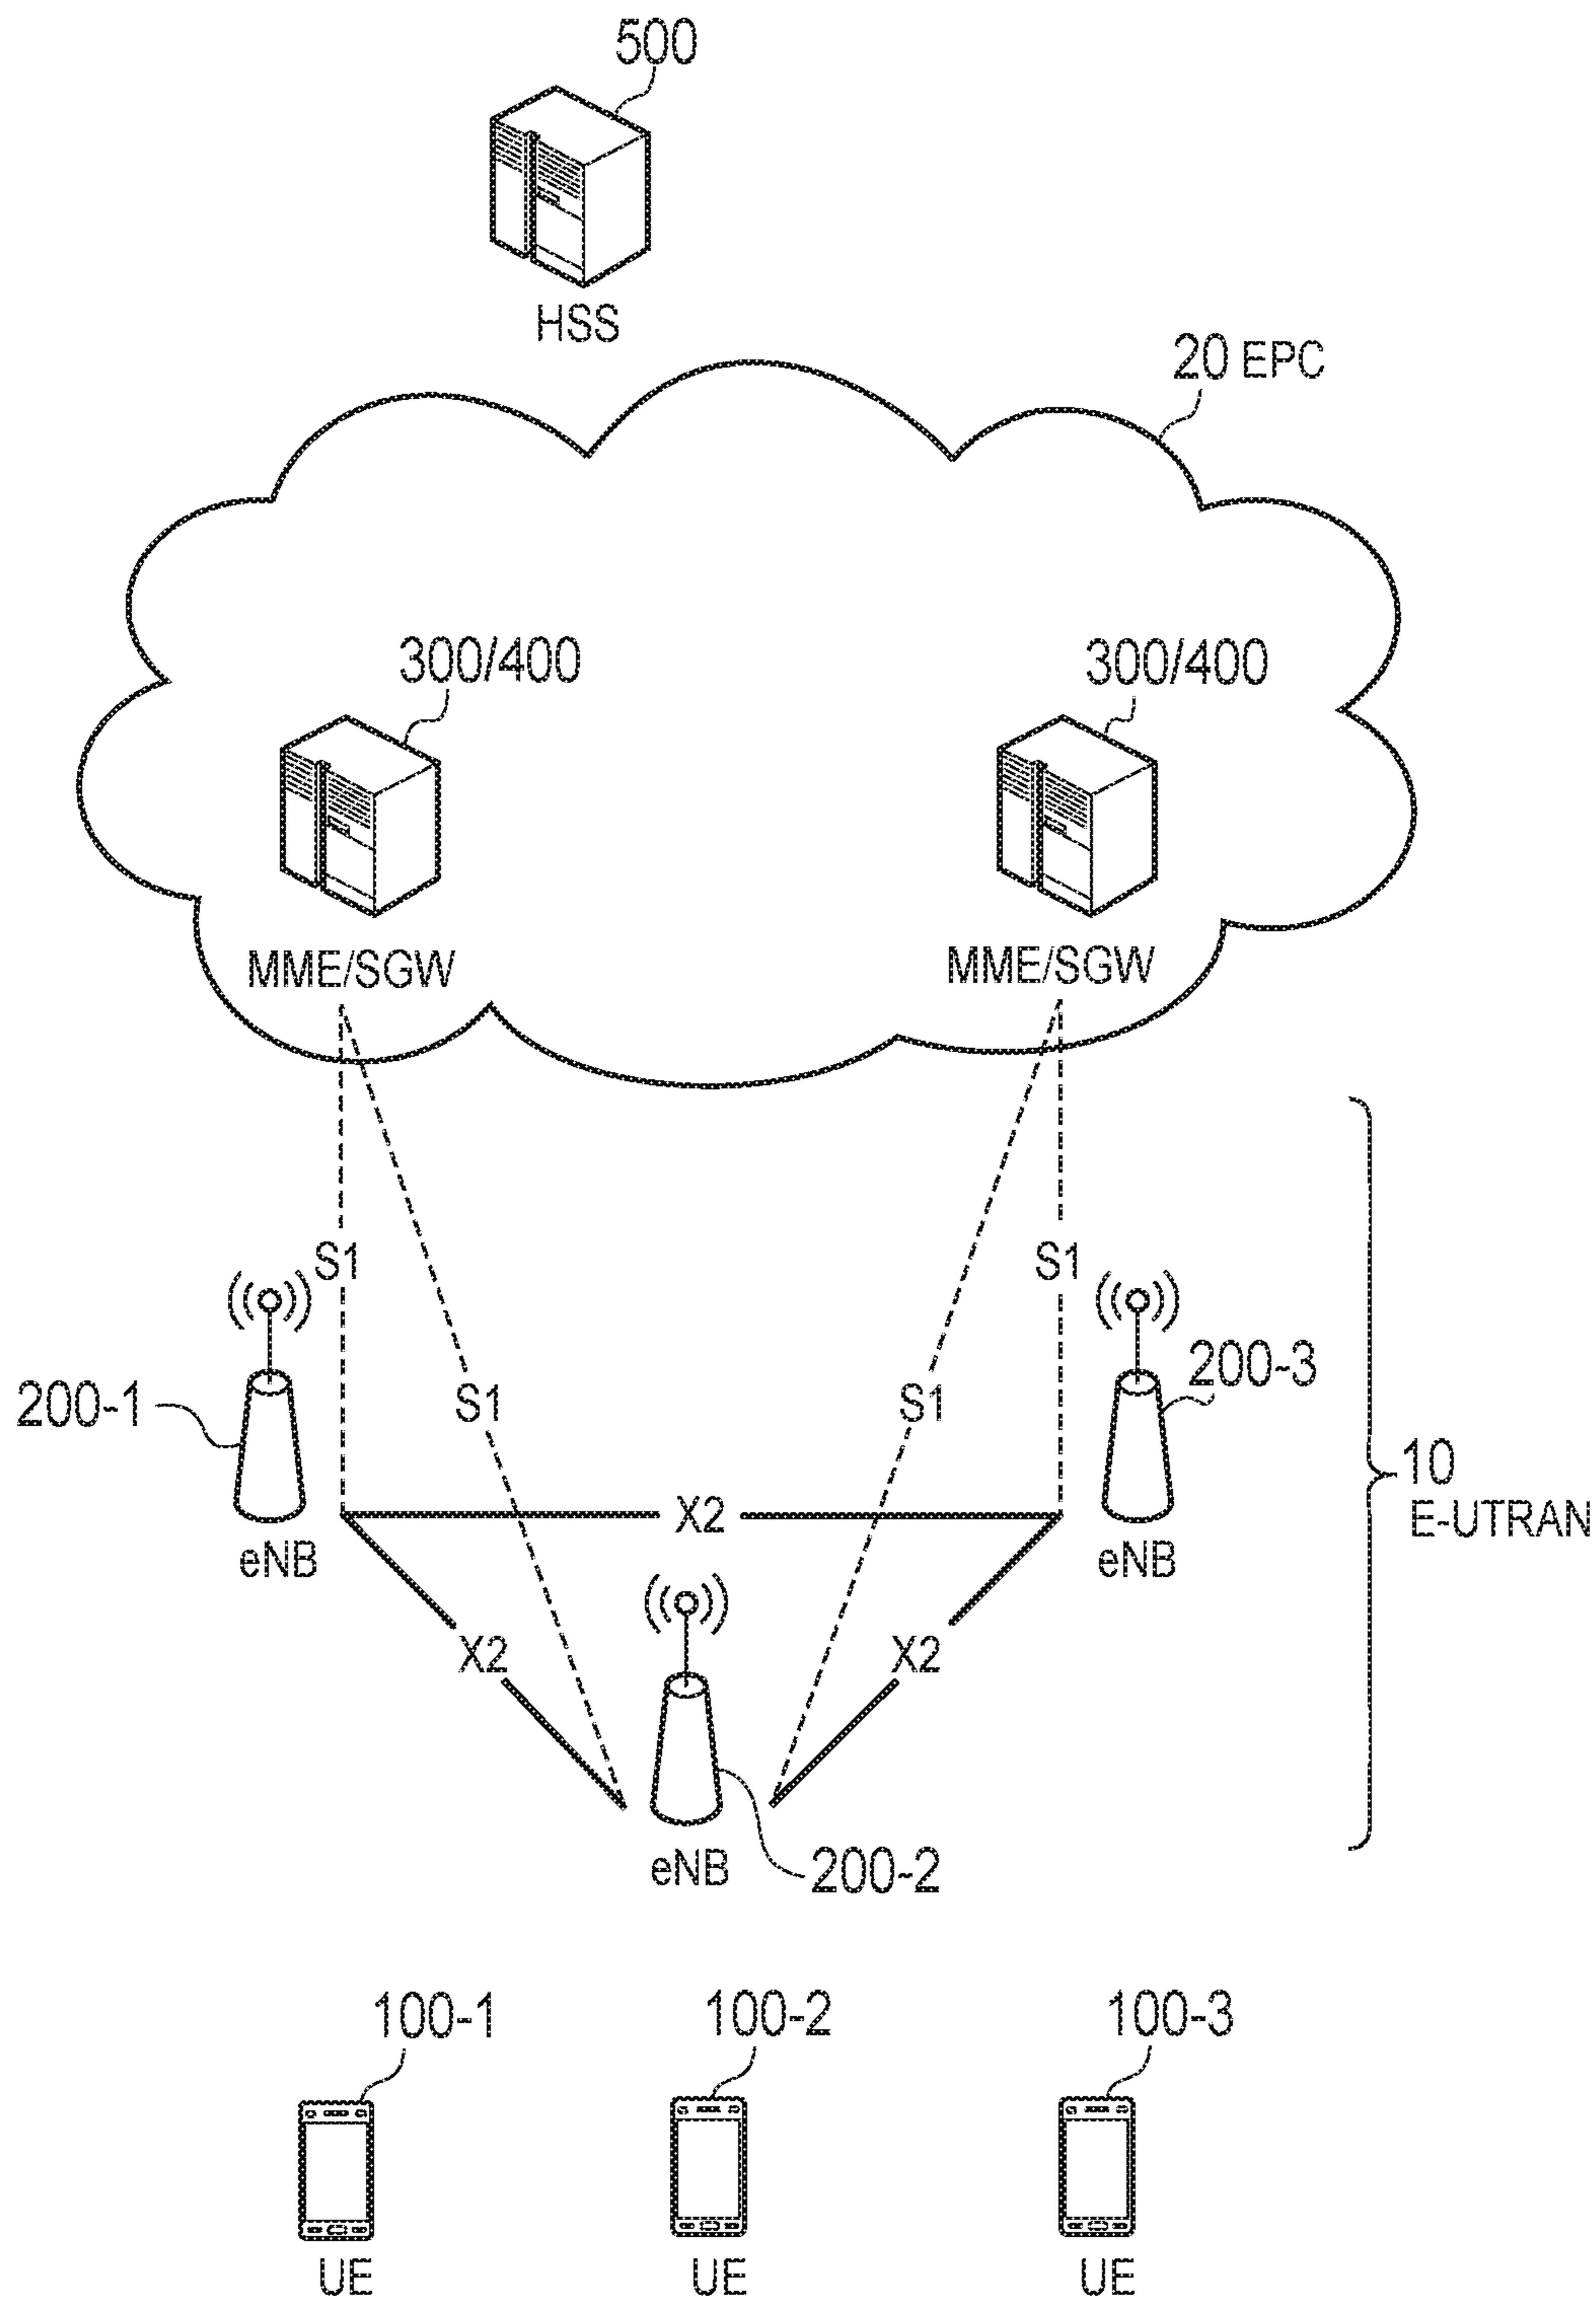 500
HSS
20 EPC
300/400
300/400
MME/SGW
MME/SGW
S1
S1
200-1
S1
S1
200-3
10
E-UTRAN
X2
eNB
eNB
X2
X2
eNB
200-2
100-1
100-2
100-3
UE
UE
UE